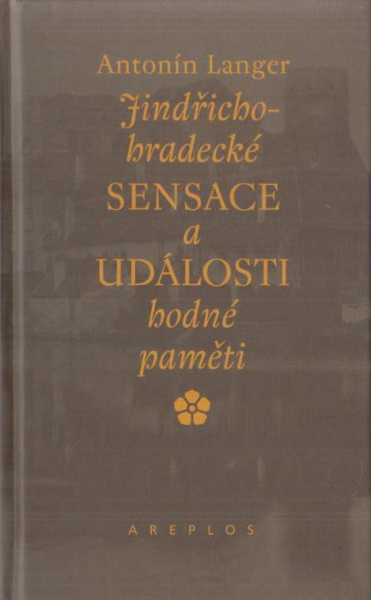 Antonín Langer
Jindřicho-
hradecké
SENSACE
a
UDÁLOSTI
hodné
paměti
AREPLOS